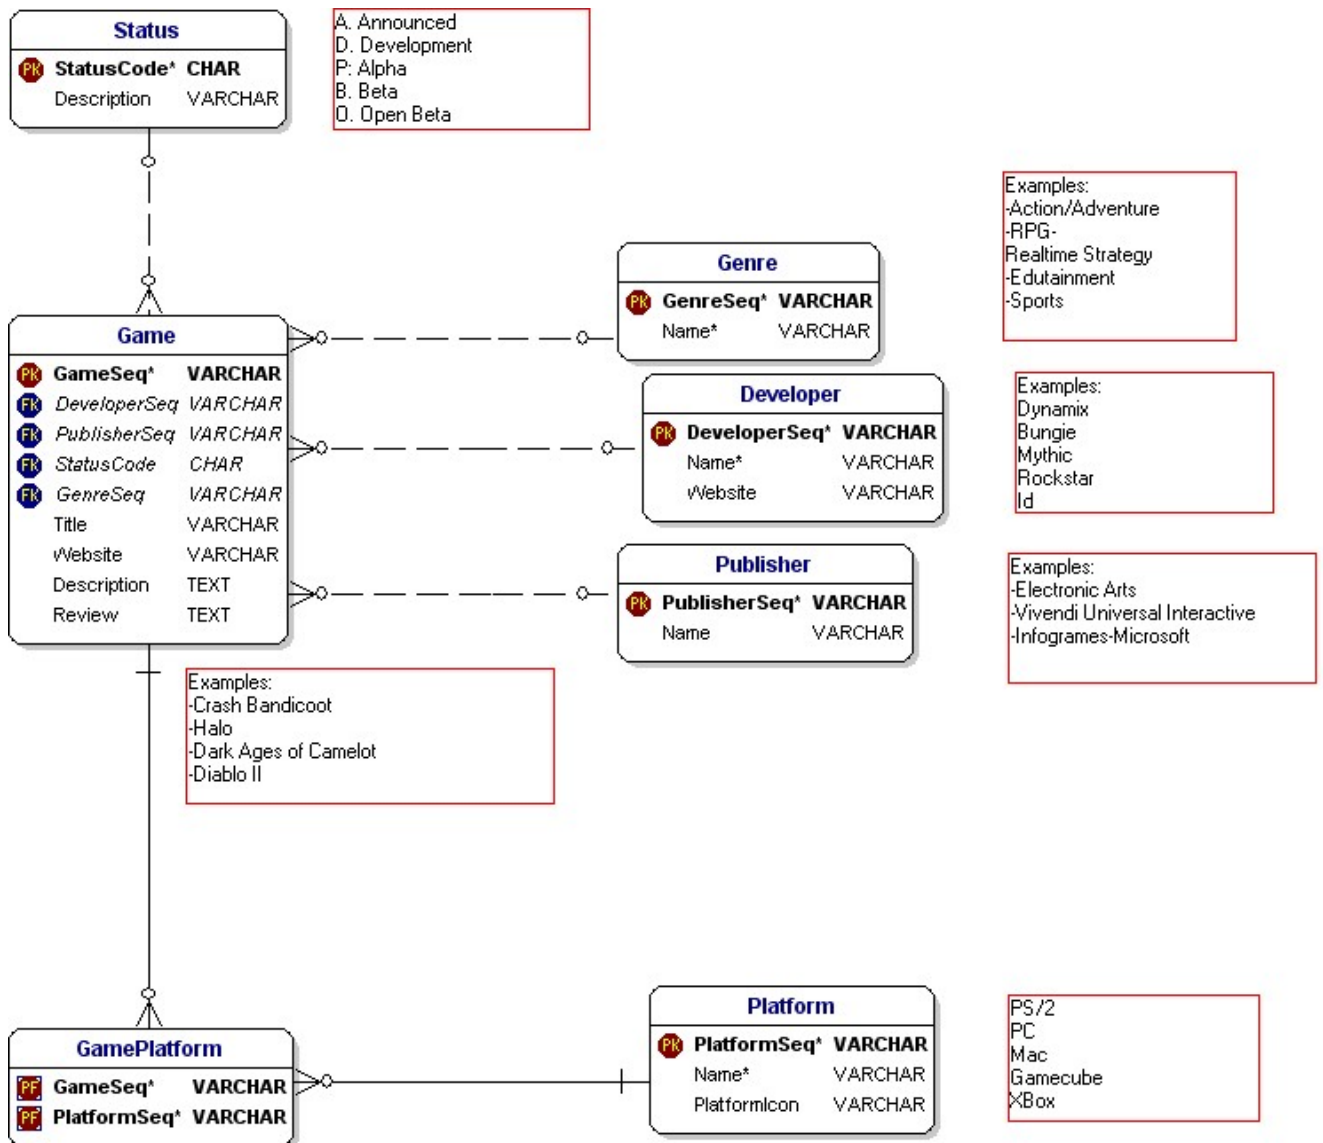 Status
PK StatusCode* CHAR
Description VARCHAR
A. Announced
D. Development
P: Alpha
B. Beta
O. Open Beta
Examples:
-Action/Adventure
-RPG-
Realtime Strategy
-Edutainment
-Sports
Genre
PK GenreSeq* VARCHAR
Name* VARCHAR
Game
PK GameSeq* VARCHAR
FK DeveloperSeq VARCHAR
FK PublisherSeq VARCHAR
FK StatusCode CHAR
FK GenreSeq VARCHAR
Title VARCHAR
Website VARCHAR
Description TEXT
Review TEXT
Developer
PK DeveloperSeq* VARCHAR
Name* VARCHAR
Website VARCHAR
Examples:
Dynamix
Bungie
Mythic
Rockstar
Id
Publisher
PK PublisherSeq* VARCHAR
Name VARCHAR
Examples:
-Electronic Arts
-Vivendi Universal Interactive
-Infogrames-Microsoft
Examples:
-Crash Bandicoot
-Halo
-Dark Ages of Camelot
-Diablo II
GamePlatform
PF GameSeq* VARCHAR
PF PlatformSeq* VARCHAR
Platform
PK PlatformSeq* VARCHAR
Name* VARCHAR
PlatformIcon VARCHAR
PS/2
PC
Mac
Gamecube
XBox